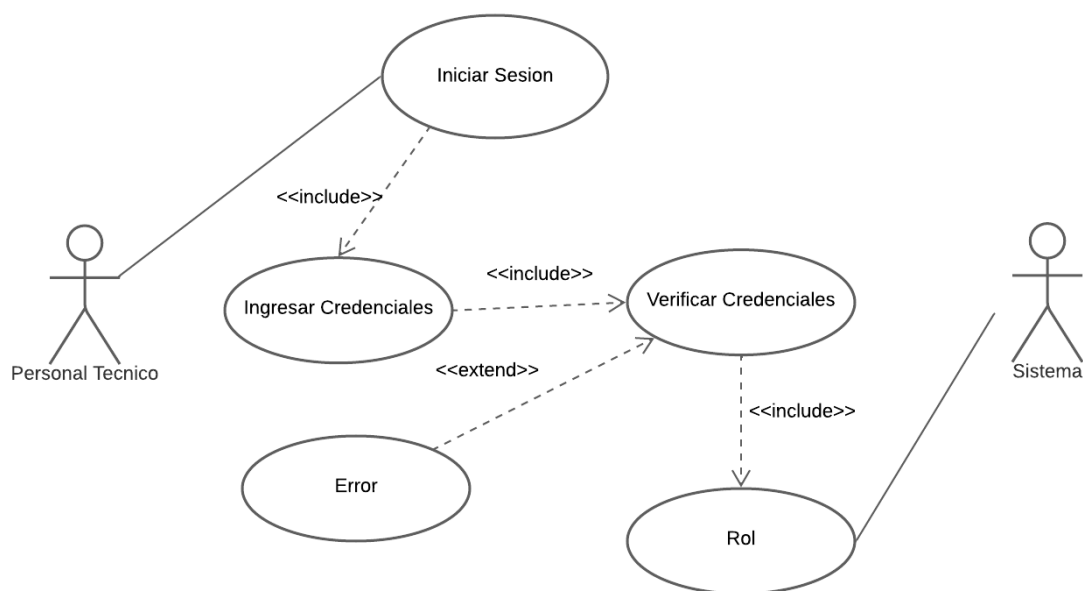 Iniciar Sesion
<<include>>
<<include>>
Ingresar Credenciales
Verificar Credenciales
Personal Tecnico
<<extend>>
Sistema
<<include>>
Error
Rol